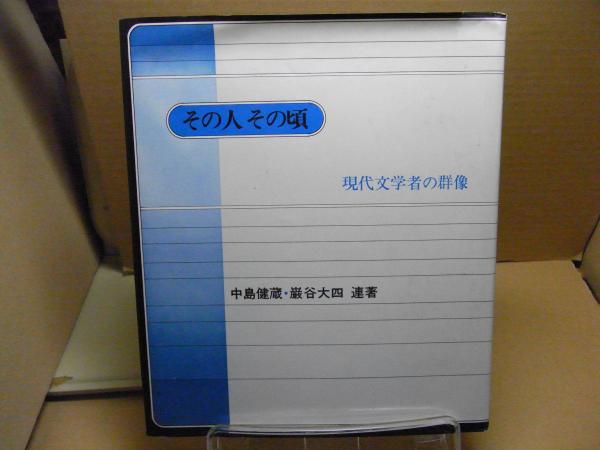 その人その頃
現代文学者の群像
中島健蔵・巌谷大四 連著